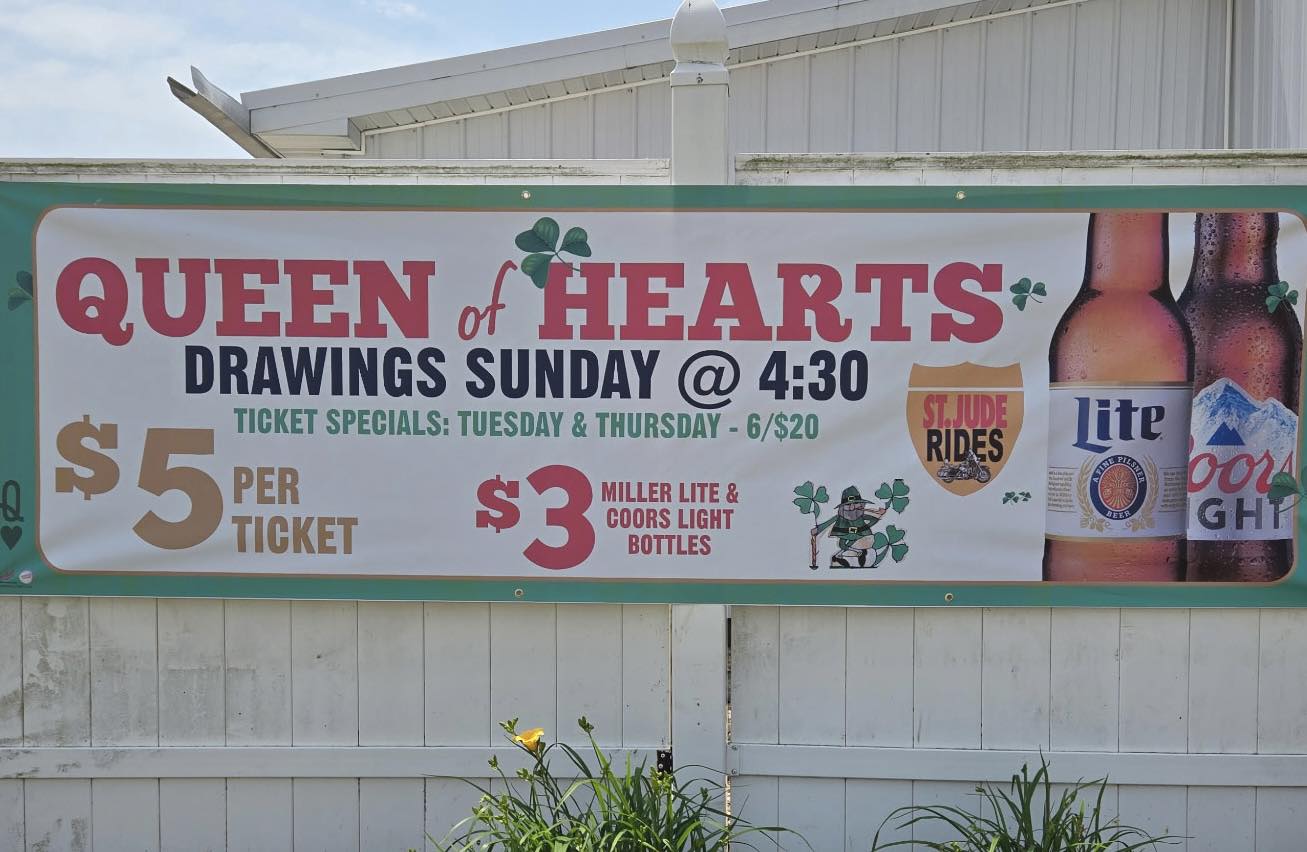 QUEEN of HEARTS
DRAWINGS SUNDAY @ 4:30
TICKET SPECIALS: TUESDAY & THURSDAY - 6/$20
$5 PER
TICKET
$3 MILLER LITE &
COORS LIGHT
BOTTLES
ST. JUDE
RIDES
Lite
A FINE PILSNER
BEER
oors
GHT
Q